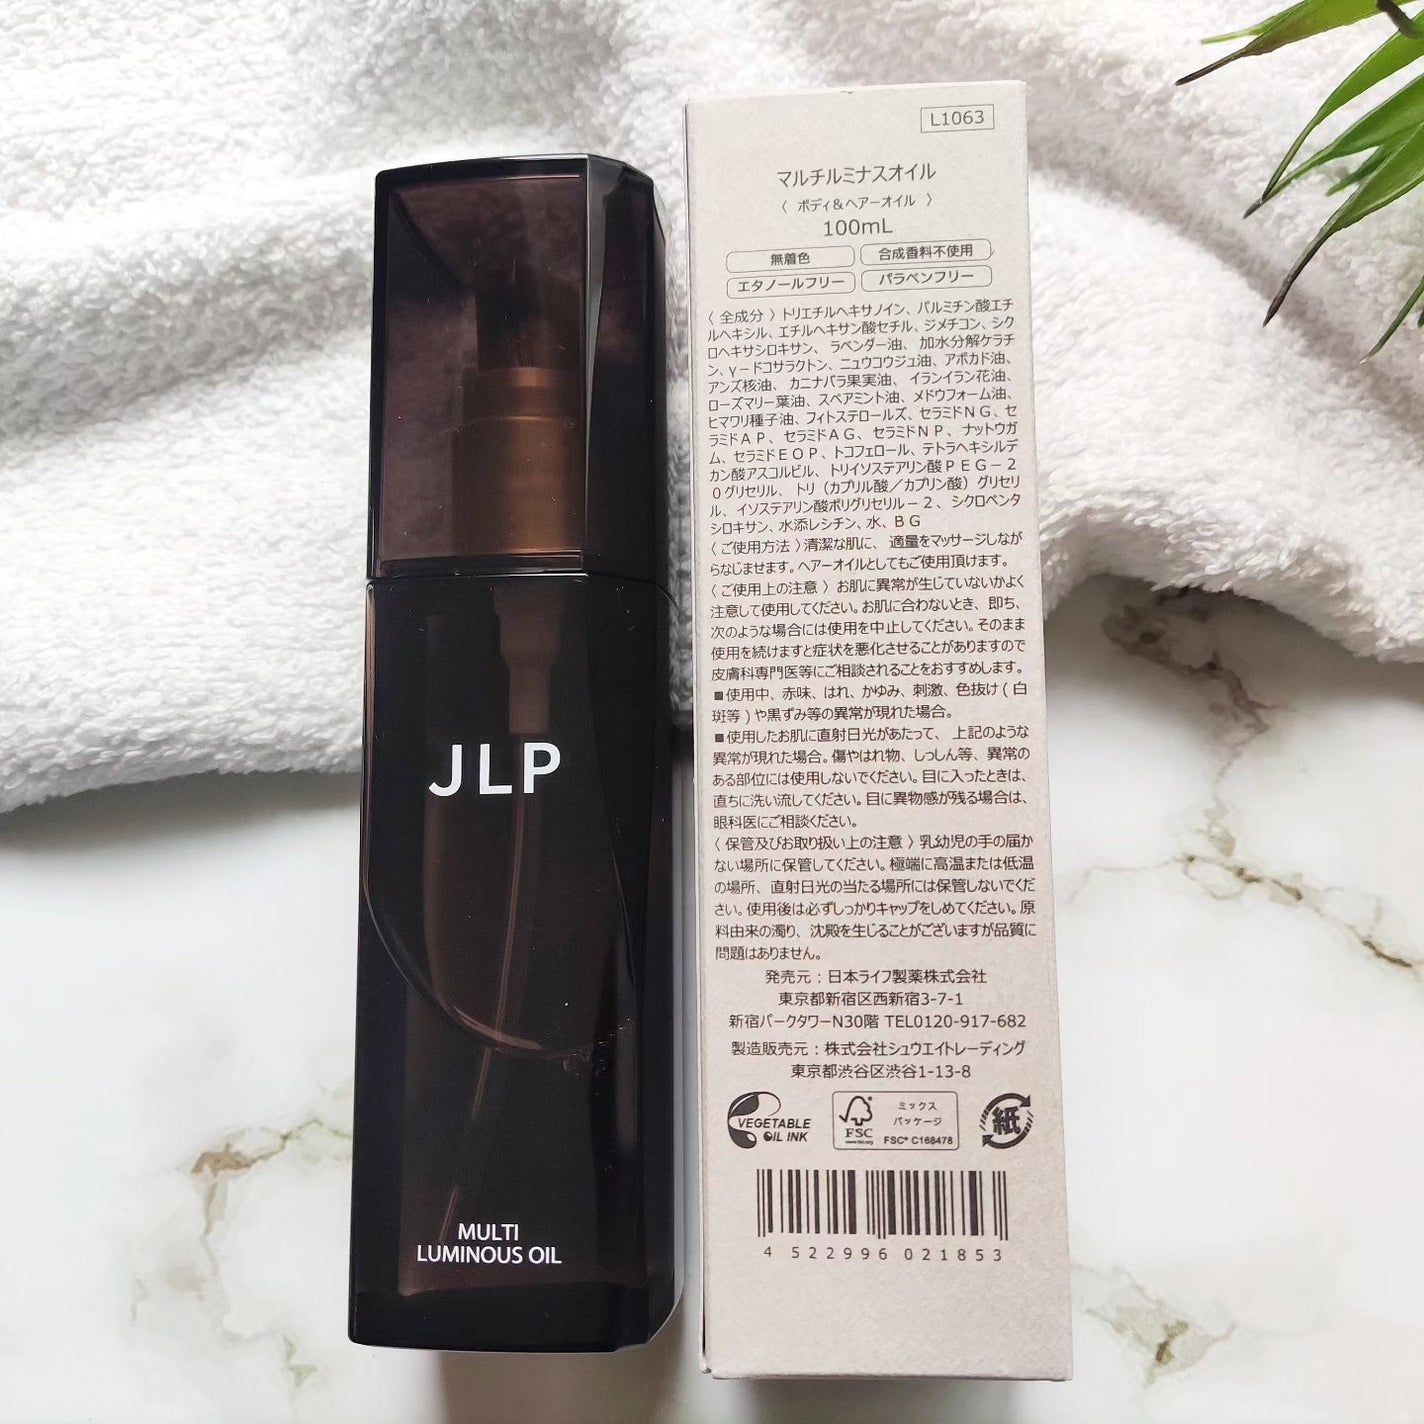 JLP
MULTI
LUMINOUS OIL
L1063
マルチルミナスオイル
〈 ボディ&ヘアーオイル 〉
100mL
無着色 合成香料不使用
エタノールフリー パラベンフリー
〈 全成分 〉トリエチルヘキサノイン、パルミチン酸エチ
ルヘキシル、エチルヘキサン酸セチル、ジメチコン、シク
ロヘキサシロキサン、ラベンダー油、加水分解ケラチ
ン、γ－ドコサラクトン、ニュウコウジュ油、アボカド油、
アンズ核油、カニナバラ果実油、イランイラン花油、
ローズマリー葉油、スペアミント油、メドウフォーム油、
ヒマワリ種子油、フィトステロールズ、セラミドＮＧ、セ
ラミドＡＰ、セラミドＡＧ、セラミドＮＰ、ナットウガ
ム、セラミドＥＯＰ、トコフェロール、テトラヘキシルデ
カン酸アスコルビル、トリイソステアリン酸ＰＥＧ－２
０グリセリル、トリ（カプリル酸／カプリン酸）グリセリ
ル、イソステアリン酸ポリグリセリル－２、シクロペンタ
シロキサン、水添レシチン、水、ＢＧ
〈 ご使用方法 〉清潔な肌に、適量をマッサージしなが
らなじませます。ヘアーオイルとしてもご使用頂けます。
〈 ご使用上の注意 〉お肌に異常が生じていないかよく
注意して使用してください。お肌に合わないとき、即ち、
次のような場合には使用を中止してください。そのまま
使用を続けますと症状を悪化させることがありますので
皮膚科専門医等にご相談されることをおすすめします。
■使用中、赤味、はれ、かゆみ、刺激、色抜け ( 白
斑等 ) や黒ずみ等の異常が現れた場合。
■使用したお肌に直射日光があたって、上記のような
異常が現れた場合。傷やはれ物、しっしん等、異常の
ある部位には使用しないでください。目に入ったときは、
直ちに洗い流してください。目に異物感が残る場合は、
眼科医にご相談ください。
〈 保管及びお取り扱い上の注意 〉乳幼児の手の届か
ない場所に保管してください。極端に高温または低温
の場所、直射日光の当たる場所には保管しないでくだ
さい。使用後は必ずしっかりキャップをしめてください。原
料由来の濁り、沈殿を生じることがございますが品質に
問題はありません。
発売元：日本ライフ製薬株式会社
東京都新宿区西新宿3-7-1
新宿パークタワーN30階 TEL0120-917-682
製造販売元：株式会社シュウエイトレーディング
東京都渋谷区渋谷1-13-8
VEGETABLE
OIL INK
FSC
www.fsc.org
ミックス
パッケージ
FSC® C168478
紙
4 522996 021853